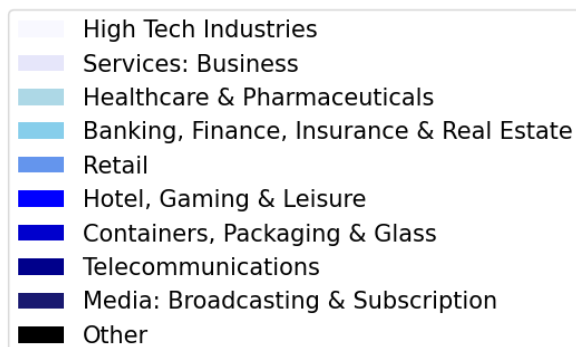 High Tech Industries
Services: Business
Healthcare & Pharmaceuticals
Banking, Finance, Insurance & Real Estate
Retail
Hotel, Gaming & Leisure
Containers, Packaging & Glass
Telecommunications
Media: Broadcasting & Subscription
Other